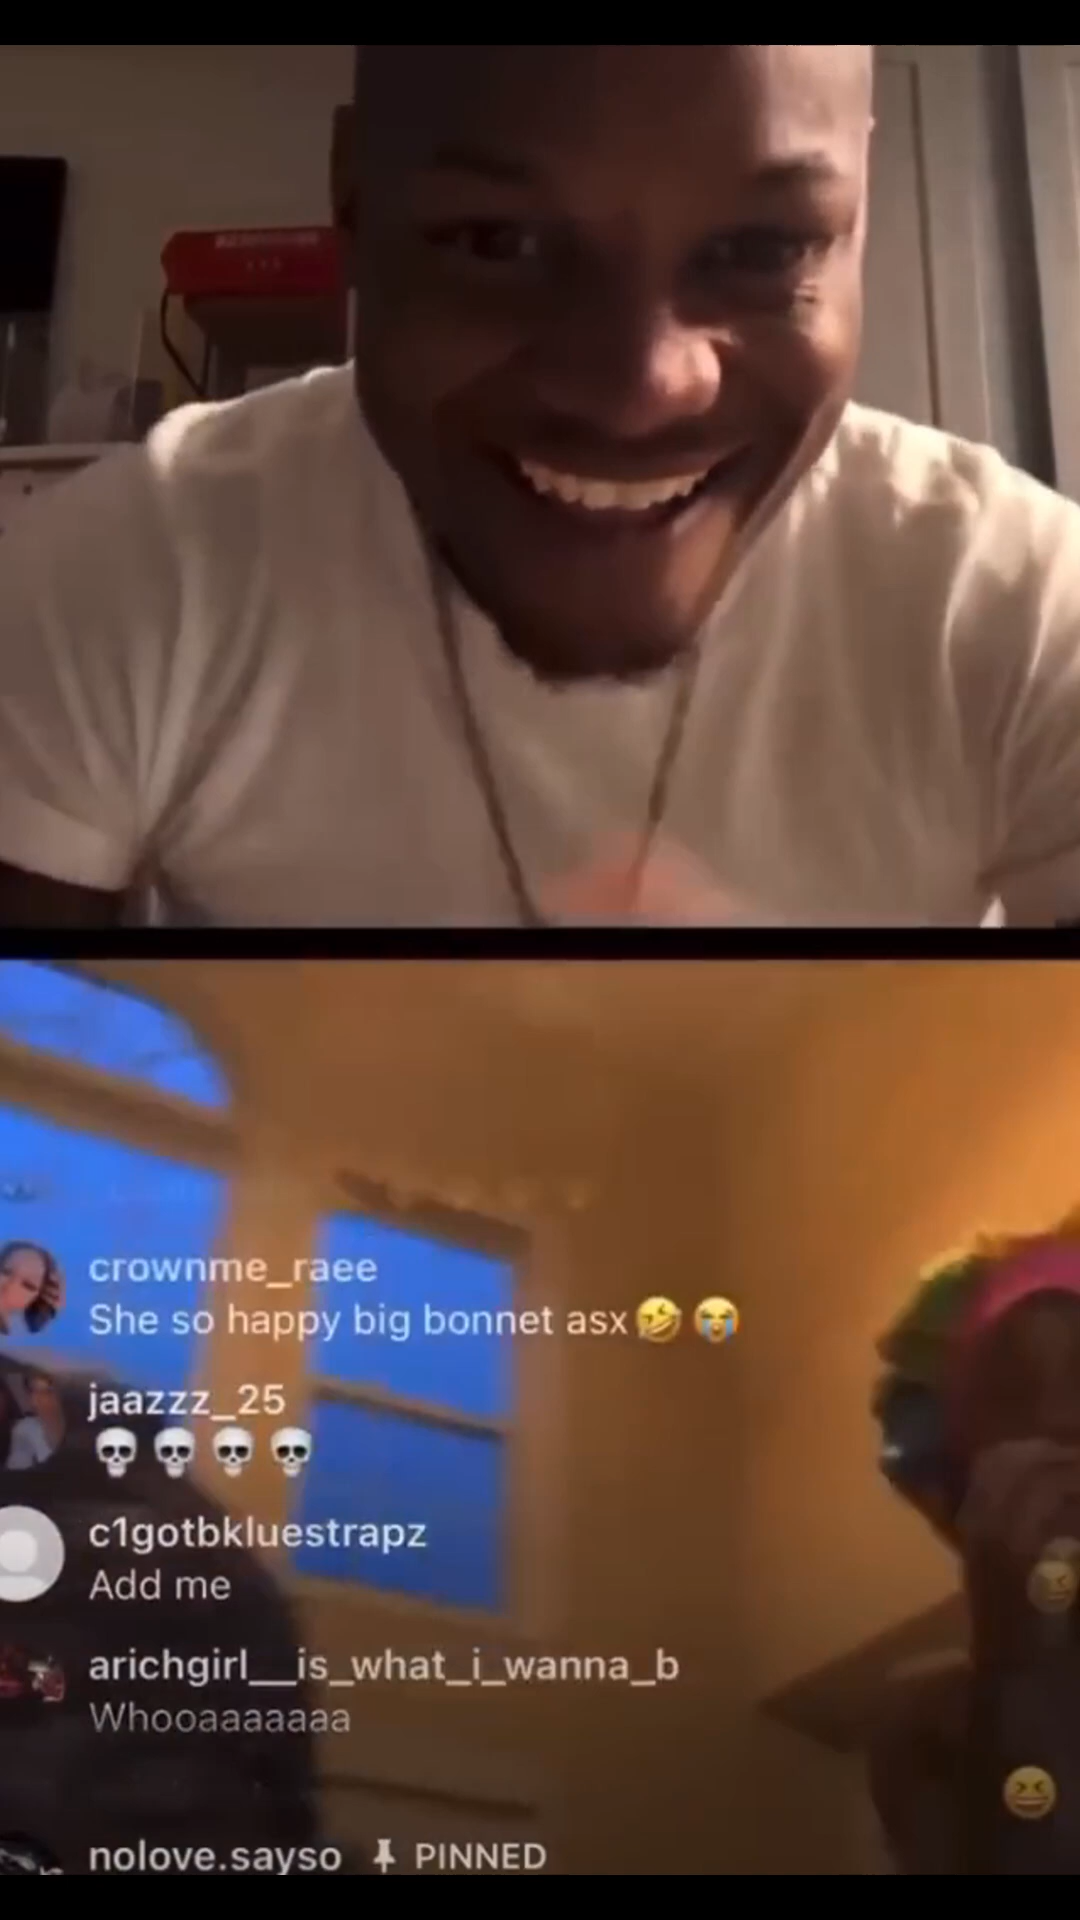 crownme_raee
She so happy big bonnet asx🤣😭
jaazzz_25
💀💀💀💀
c1gotbkluestrapz
Add me
arichgirl__is_what_i_wanna_b
Whooaaaaaaa
nolove.sayso PINNED